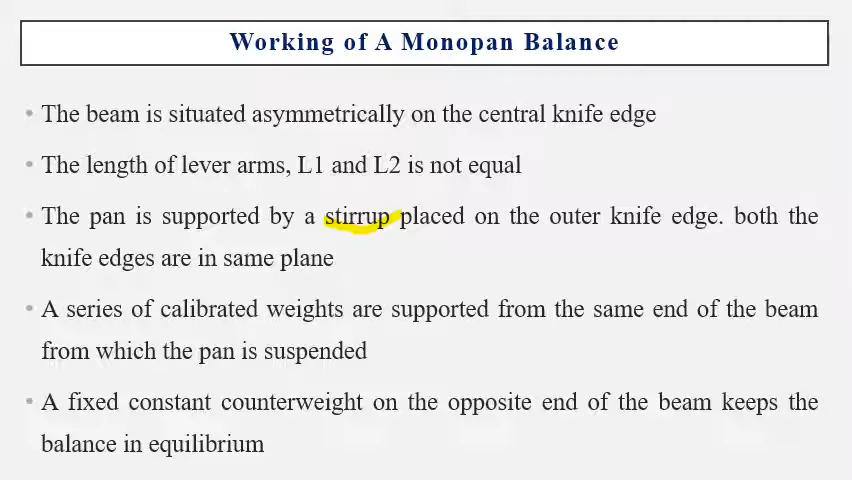 Working of A Monopan Balance
• The beam is situated asymmetrically on the central knife edge
• The length of lever arms, L1 and L2 is not equal
• The pan is supported by a stirrup placed on the outer knife edge. both the
knife edges are in same plane
• A series of calibrated weights are supported from the same end of the beam
from which the pan is suspended
• A fixed constant counterweight on the opposite end of the beam keeps the
balance in equilibrium